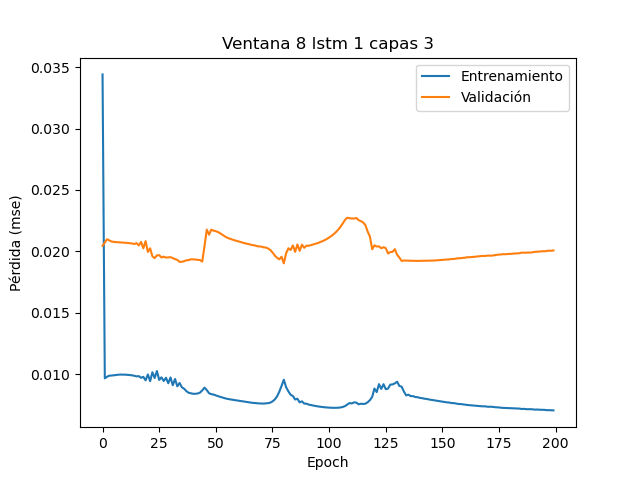 Ventana 8 lstm 1 capas 3
Entrenamiento
Validación
Pérdida (mse)
0.035
0.030
0.025
0.020
0.015
0.010
0 25 50 75 100 125 150 175 200
Epoch